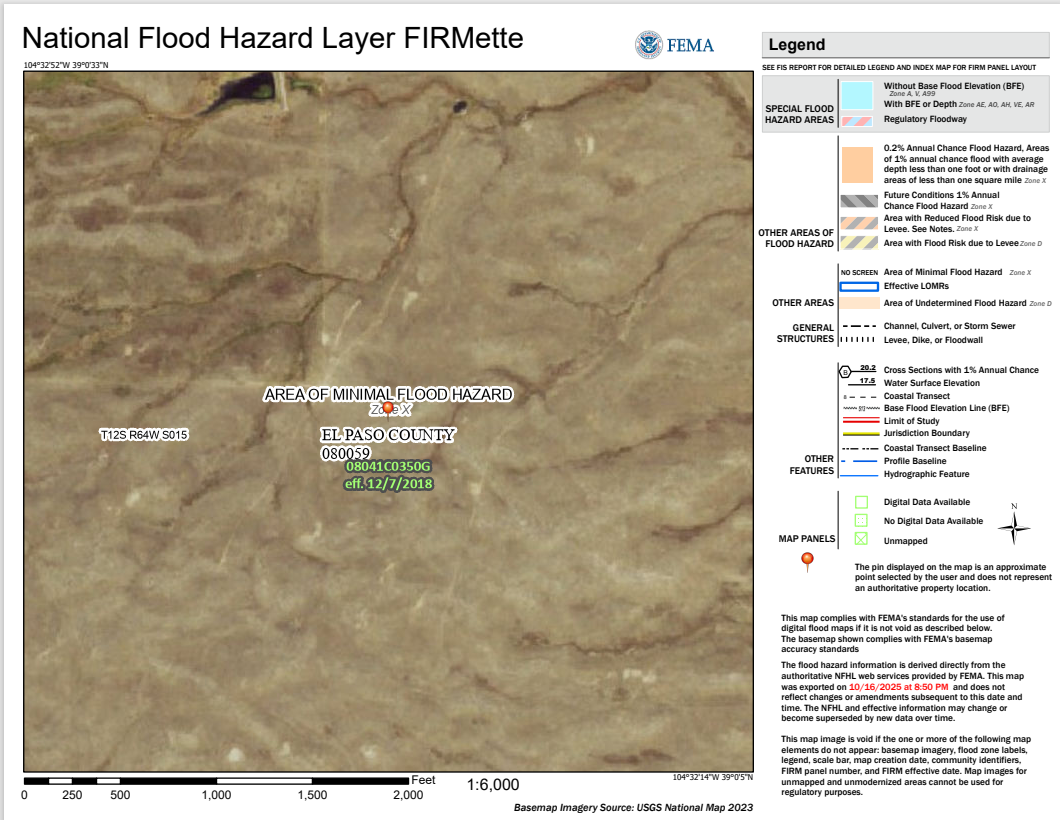 National Flood Hazard Layer FIRMette
FEMA
104°32'52"W 39°0'33"N
AREA OF MINIMAL FLOOD HAZARD
Zone X
T12S R64W S015
EL PASO COUNTY
080059
08041C0350G
eff. 12/7/2018
Feet
0 250 500 1,000 1,500 2,000
1:6,000
104°32'14"W 39°0'5"N
Basemap Imagery Source: USGS National Map 2023
Legend
SEE FIS REPORT FOR DETAILED LEGEND AND INDEX MAP FOR FIRM PANEL LAYOUT
SPECIAL FLOOD
HAZARD AREAS
Without Base Flood Elevation (BFE)
Zone A, V, A99
With BFE or Depth Zone AE, AO, AH, VE, AR
Regulatory Floodway
OTHER AREAS OF
FLOOD HAZARD
0.2% Annual Chance Flood Hazard, Areas
of 1% annual chance flood with average
depth less than one foot or with drainage
areas of less than one square mile Zone X
Future Conditions 1% Annual
Chance Flood Hazard Zone X
Area with Reduced Flood Risk due to
Levee. See Notes. Zone X
Area with Flood Risk due to Levee Zone D
OTHER AREAS
NO SCREEN Area of Minimal Flood Hazard Zone X
Effective LOMRs
Area of Undetermined Flood Hazard Zone D
GENERAL
STRUCTURES
Channel, Culvert, or Storm Sewer
Levee, Dike, or Floodwall
OTHER
FEATURES
B 20.2 Cross Sections with 1% Annual Chance
17.5 Water Surface Elevation
8 Coastal Transect
513 Base Flood Elevation Line (BFE)
Limit of Study
Jurisdiction Boundary
Coastal Transect Baseline
Profile Baseline
Hydrographic Feature
MAP PANELS
Digital Data Available
No Digital Data Available
Unmapped
N
The pin displayed on the map is an approximate
point selected by the user and does not represent
an authoritative property location.
This map complies with FEMA's standards for the use of
digital flood maps if it is not void as described below.
The basemap shown complies with FEMA's basemap
accuracy standards
The flood hazard information is derived directly from the
authoritative NFHL web services provided by FEMA. This map
was exported on 10/16/2025 at 8:50 PM and does not
reflect changes or amendments subsequent to this date and
time. The NFHL and effective information may change or
become superseded by new data over time.
This map image is void if the one or more of the following map
elements do not appear: basemap imagery, flood zone labels,
legend, scale bar, map creation date, community identifiers,
FIRM panel number, and FIRM effective date. Map images for
unmapped and unmodernized areas cannot be used for
regulatory purposes.